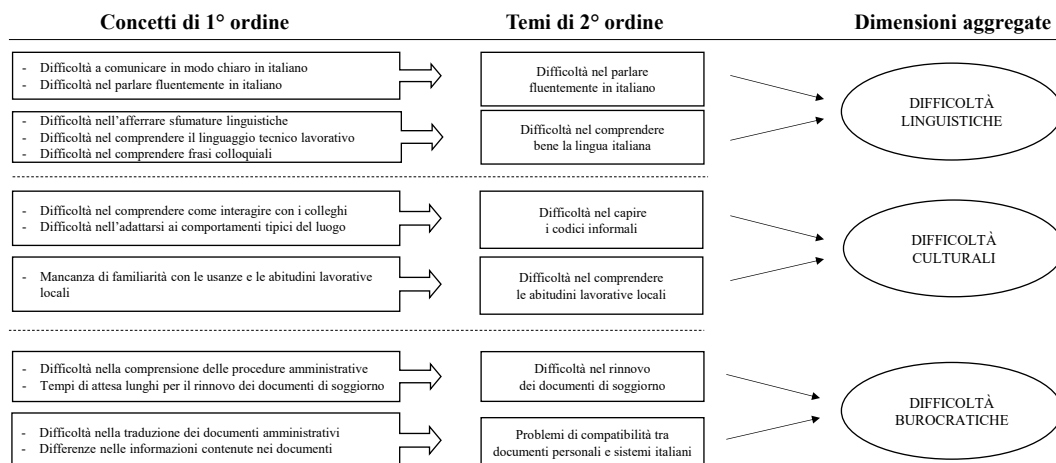 Concetti di 1° ordine
Temi di 2° ordine
Dimensioni aggregate
- Difficoltà a comunicare in modo chiaro in italiano
- Difficoltà nel parlare fluentemente in italiano
Difficoltà nel parlare
fluentemente in italiano
- Difficoltà nell'afferrare sfumature linguistiche
- Difficoltà nel comprendere il linguaggio tecnico lavorativo
- Difficoltà nel comprendere frasi colloquiali
Difficoltà nel comprendere
bene la lingua italiana
DIFFICOLTÀ
LINGUISTICHE
- Difficoltà nel comprendere come interagire con i colleghi
- Difficoltà nell'adattarsi ai comportamenti tipici del luogo
Difficoltà nel capire
i codici informali
- Mancanza di familiarità con le usanze e le abitudini lavorative
locali
Difficoltà nel comprendere
le abitudini lavorative locali
DIFFICOLTÀ
CULTURALI
- Difficoltà nella comprensione delle procedure amministrative
- Tempi di attesa lunghi per il rinnovo dei documenti di soggiorno
Difficoltà nel rinnovo
dei documenti di soggiorno
- Difficoltà nella traduzione dei documenti amministrativi
- Differenze nelle informazioni contenute nei documenti
Problemi di compatibilità tra
documenti personali e sistemi italiani
DIFFICOLTÀ
BUROCRATICHE